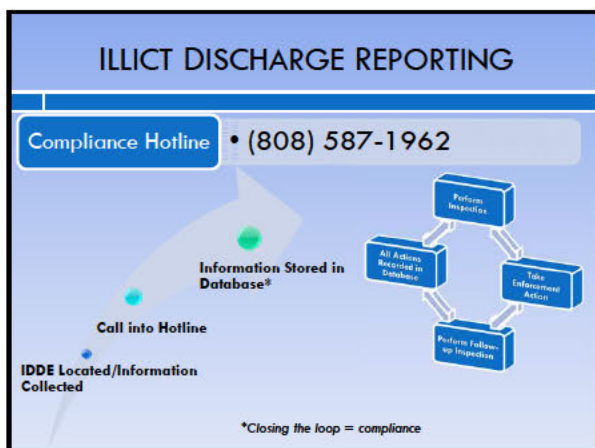 ILLICT DISCHARGE REPORTING
Compliance Hotline
• (808) 587-1962
Perform
Inspection
All Actions
Recorded in
Database
Take
Enforcement
Action
Perform Follow-
up Inspection
Information Stored in
Database*
Call into Hotline
IDDE Located/Information
Collected
*Closing the loop = compliance